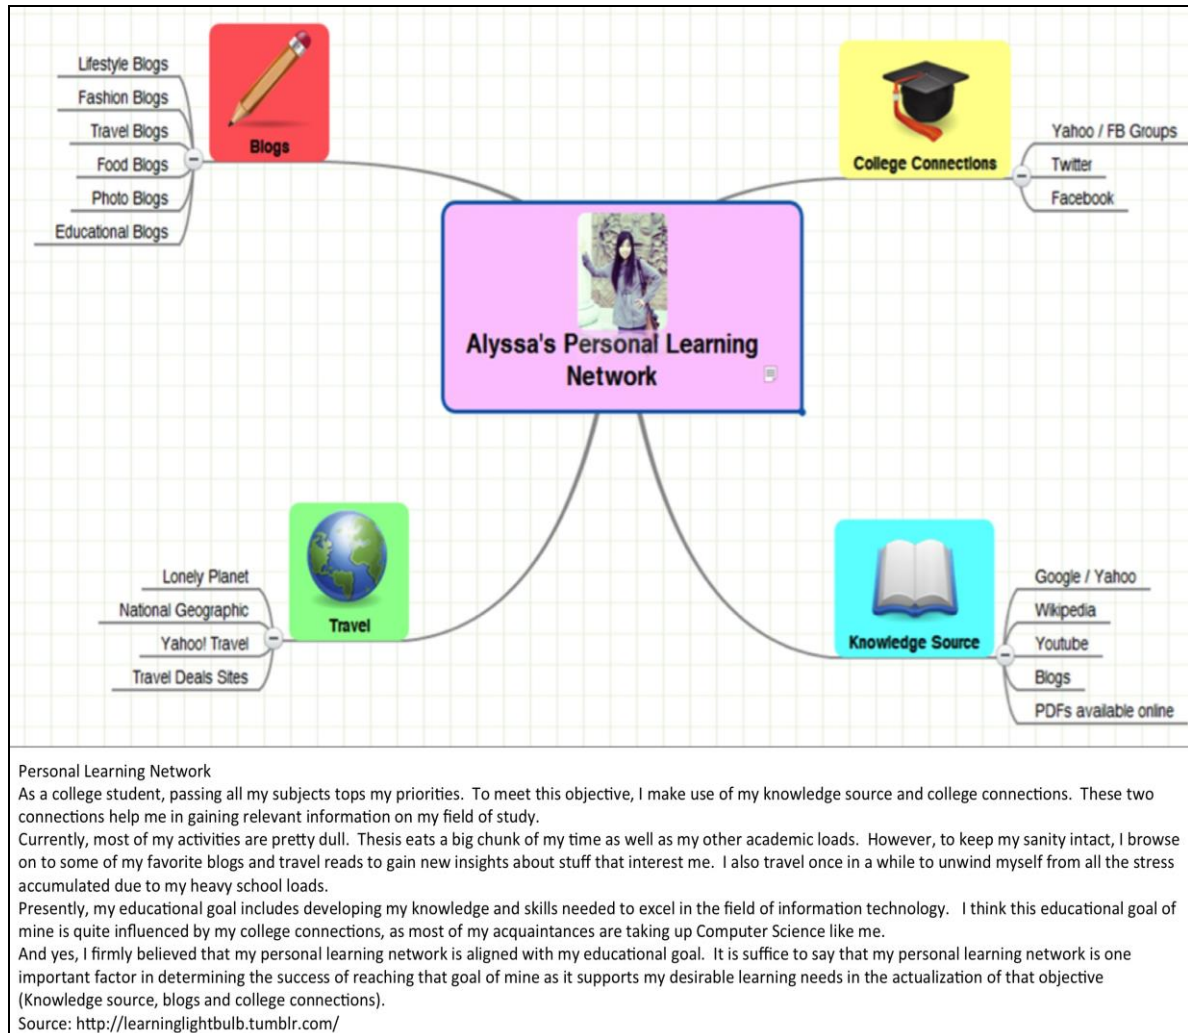 Blogs
Lifestyle Blogs
Fashion Blogs
Travel Blogs
Food Blogs
Photo Blogs
Educational Blogs
College Connections
Yahoo / FB Groups
Twitter
Facebook
Alyssa's Personal Learning
Network
Travel
Lonely Planet
National Geographic
Yahoo! Travel
Travel Deals Sites
Knowledge Source
Google / Yahoo
Wikipedia
Youtube
Blogs
PDFs available online
Personal Learning Network
As a college student, passing all my subjects tops my priorities. To meet this objective, I make use of my knowledge source and college connections. These two
connections help me in gaining relevant information on my field of study.
Currently, most of my activities are pretty dull. Thesis eats a big chunk of my time as well as my other academic loads. However, to keep my sanity intact, I browse
on to some of my favorite blogs and travel reads to gain new insights about stuff that interest me. I also travel once in a while to unwind myself from all the stress
accumulated due to my heavy school loads.
Presently, my educational goal includes developing my knowledge and skills needed to excel in the field of information technology. I think this educational goal of
mine is quite influenced by my college connections, as most of my acquaintances are taking up Computer Science like me.
And yes, I firmly believed that my personal learning network is aligned with my educational goal. It is suffice to say that my personal learning network is one
important factor in determining the success of reaching that goal of mine as it supports my desirable learning needs in the actualization of that objective
(Knowledge source, blogs and college connections).
Source: http://learninglightbulb.tumblr.com/